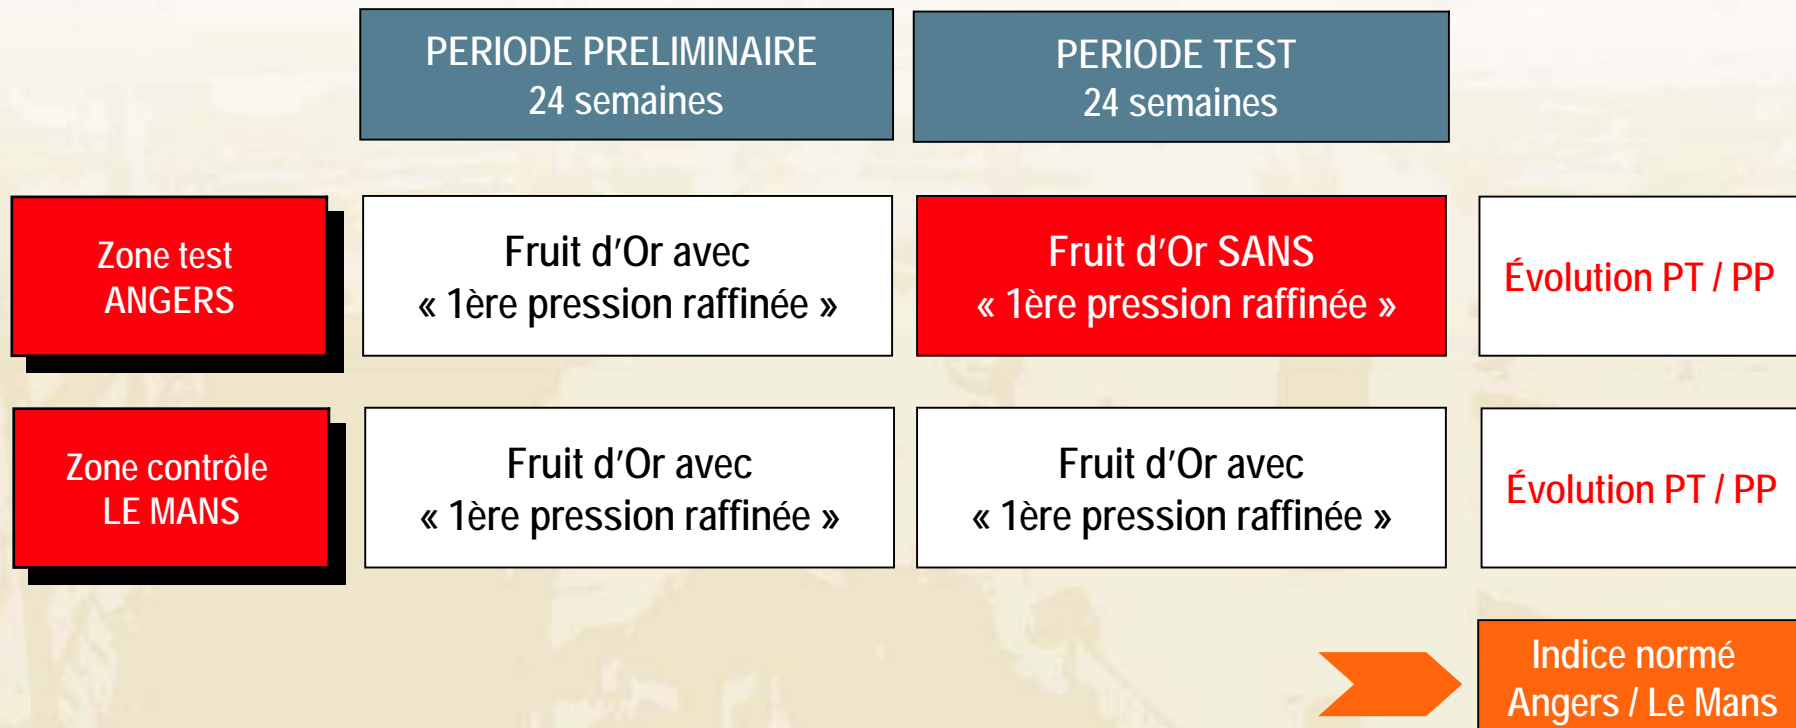 PERIODE PRELIMINAIRE
24 semaines
PERIODE TEST
24 semaines
Zone test
ANGERS
Fruit d’Or avec
« 1ère pression raffinée »
Fruit d’Or SANS
« 1ère pression raffinée »
Évolution PT / PP
Zone contrôle
LE MANS
Fruit d’Or avec
« 1ère pression raffinée »
Fruit d’Or avec
« 1ère pression raffinée »
Évolution PT / PP
Indice normé
Angers / Le Mans